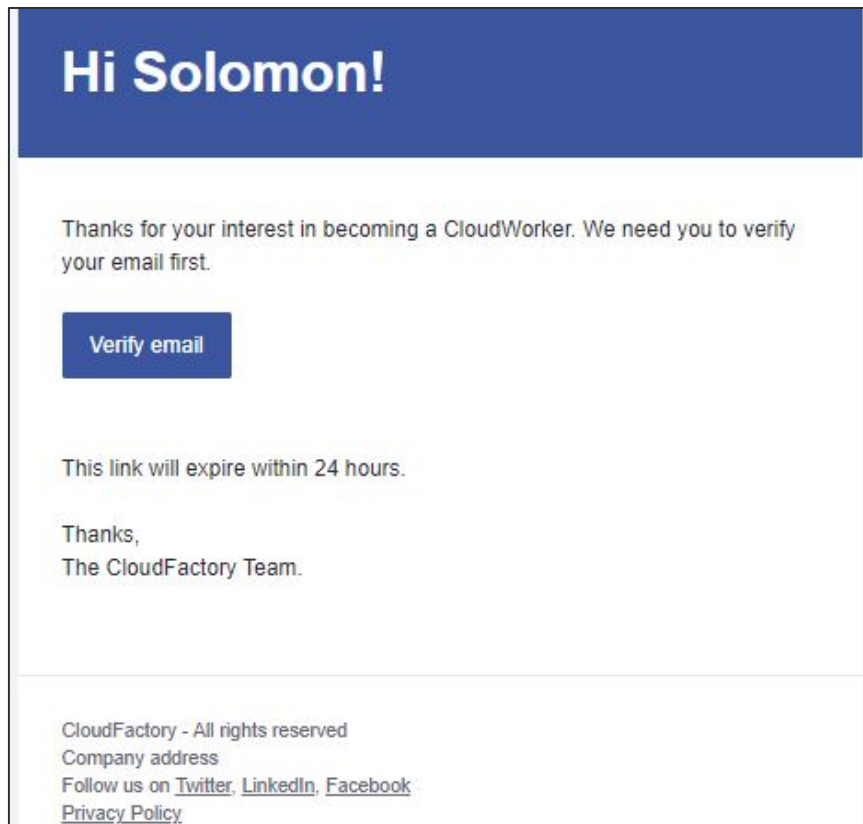 Hi Solomon!
Thanks for your interest in becoming a CloudWorker. We need you to verify
your email first.
Verify email
This link will expire within 24 hours.
Thanks,
The CloudFactory Team.
CloudFactory - All rights reserved
Company address
Follow us on Twitter, LinkedIn, Facebook
Privacy Policy